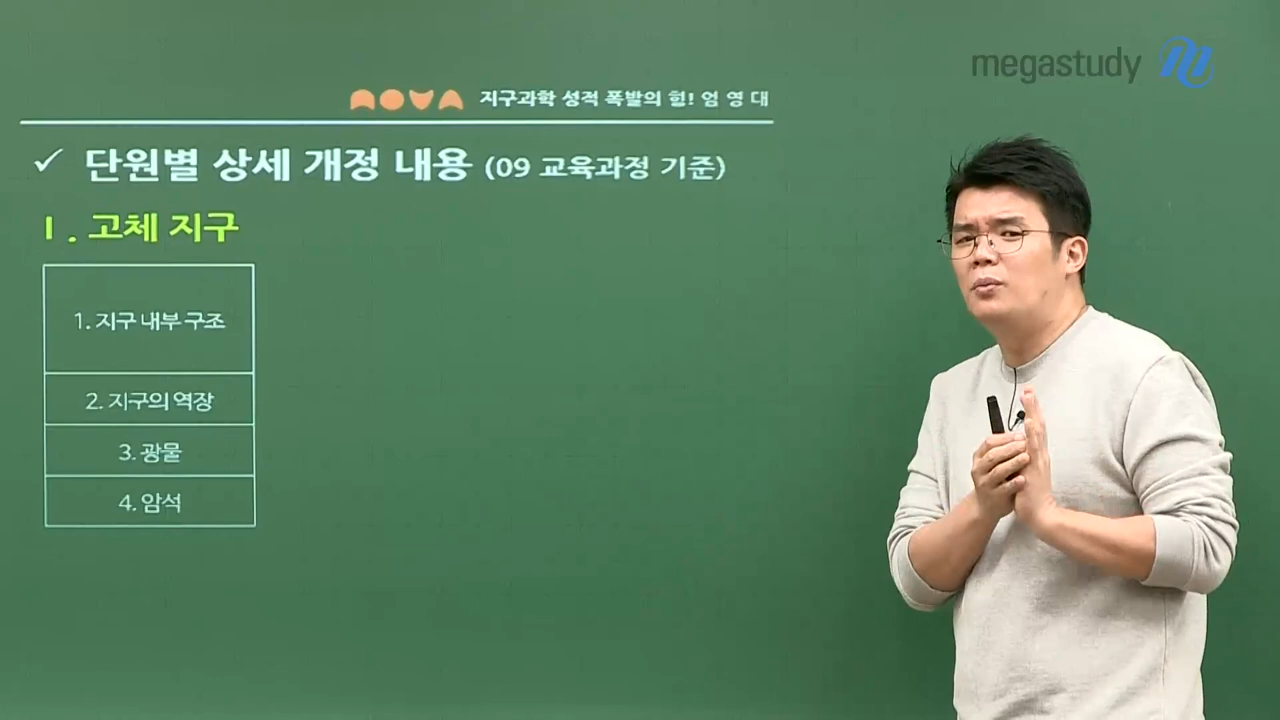 megastudy
NOVA 지구과학 성적 폭발의 힘! 엄영대
✓ 단원별 상세 개정 내용 (09 교육과정 기준)
Ⅰ. 고체 지구
1. 지구 내부 구조
2. 지구의 역장
3. 광물
4. 암석